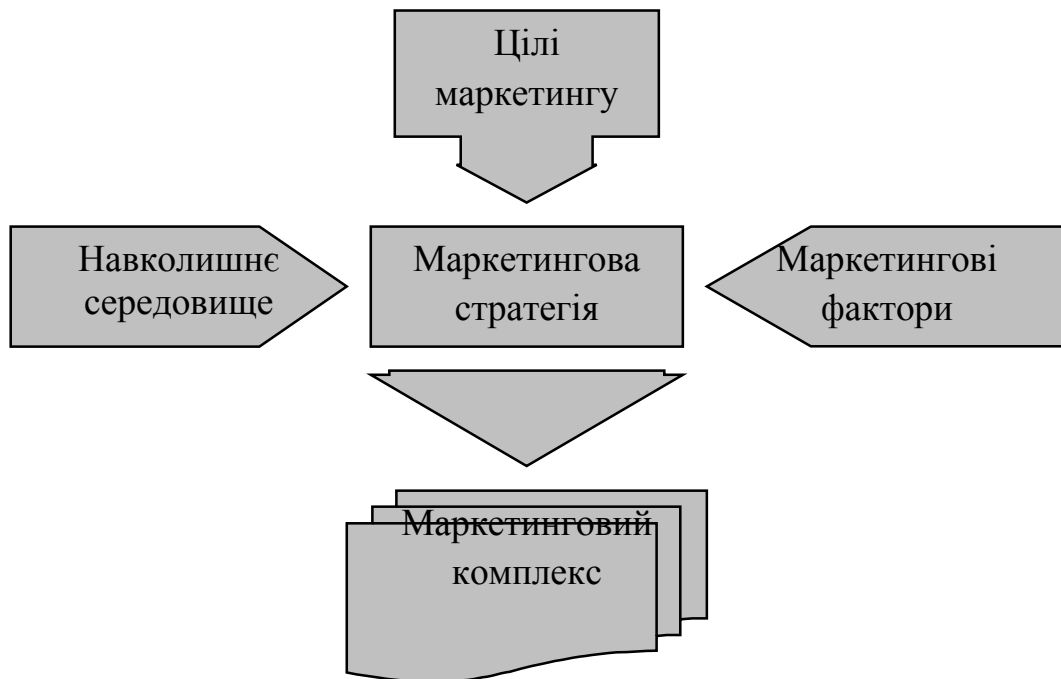 Цілі
маркетингу
Навколишнє
середовище
Маркетингова
стратегія
Маркетингові
фактори
Маркетинговий
комплекс